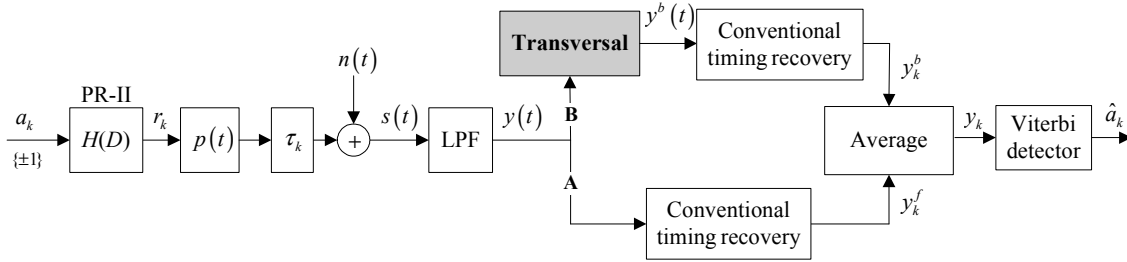 Transversal
y^b(t)
Conventional
timing recovery
n(t)
y_k^b
PR-II
a_k
{±1}
H(D)
r_k
p(t)
τ_k
+
s(t)
LPF
y(t)
B
A
Average
y_k
Viterbi
detector
â_k
Conventional
timing recovery
y_k^f